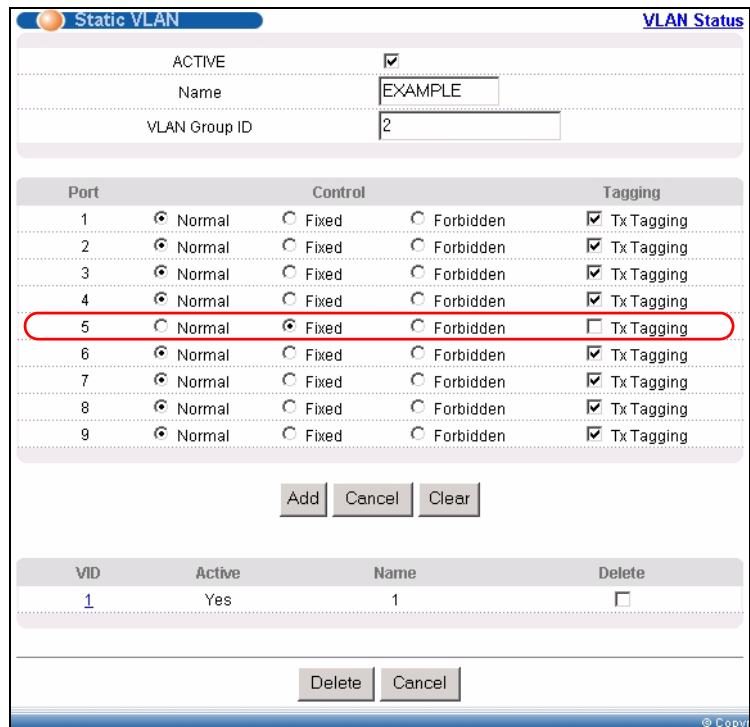 Static VLAN VLAN Status
ACTIVE
Name EXAMPLE
VLAN Group ID 2
Port Control Tagging
1 Normal Fixed Forbidden Tx Tagging
2 Normal Fixed Forbidden Tx Tagging
3 Normal Fixed Forbidden Tx Tagging
4 Normal Fixed Forbidden Tx Tagging
5 Normal Fixed Forbidden Tx Tagging
6 Normal Fixed Forbidden Tx Tagging
7 Normal Fixed Forbidden Tx Tagging
8 Normal Fixed Forbidden Tx Tagging
9 Normal Fixed Forbidden Tx Tagging
Add Cancel Clear
VID Active Name Delete
1 Yes 1
Delete Cancel
©